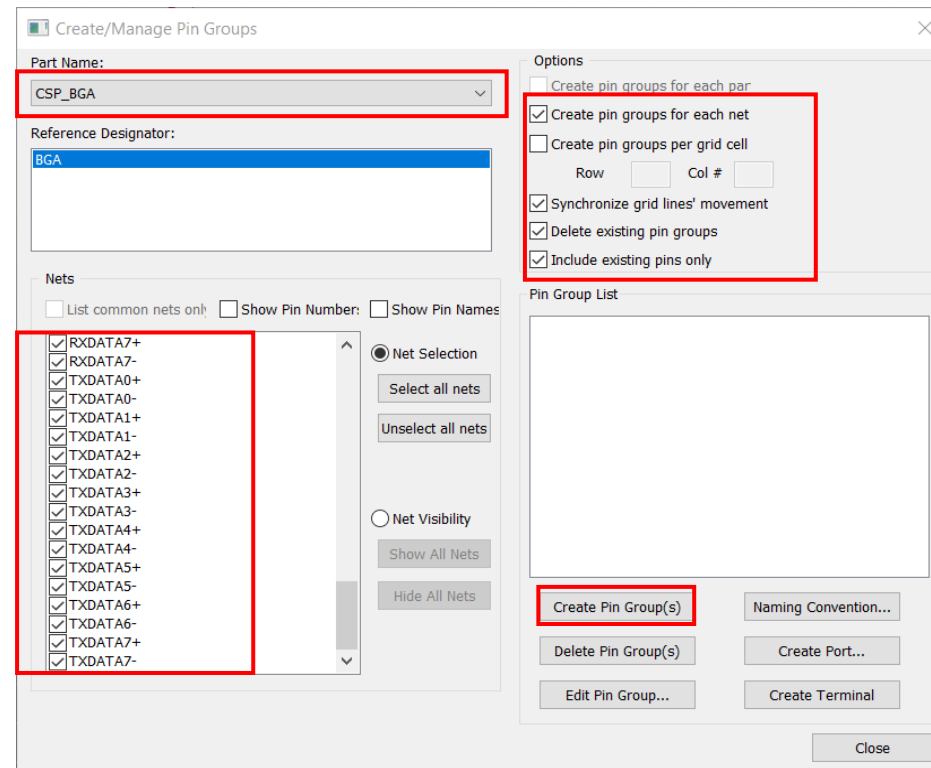 Create/Manage Pin Groups
Part Name:
CSP_BGA
Reference Designator:
BGA
Nets
List common nets only
Show Pin Number:
Show Pin Names
RXDATA7+
RXDATA7-
TXDATA0+
TXDATA0-
TXDATA1+
TXDATA1-
TXDATA2+
TXDATA2-
TXDATA3+
TXDATA3-
TXDATA4+
TXDATA4-
TXDATA5+
TXDATA5-
TXDATA6+
TXDATA6-
TXDATA7+
TXDATA7-
Net Selection
Select all nets
Unselect all nets
Net Visibility
Show All Nets
Hide All Nets
Options
Create pin groups for each par
Create pin groups for each net
Create pin groups per grid cell
Row Col #
Synchronize grid lines' movement
Delete existing pin groups
Include existing pins only
Pin Group List
Create Pin Group(s)
Naming Convention...
Delete Pin Group(s)
Create Port...
Edit Pin Group...
Create Terminal
Close